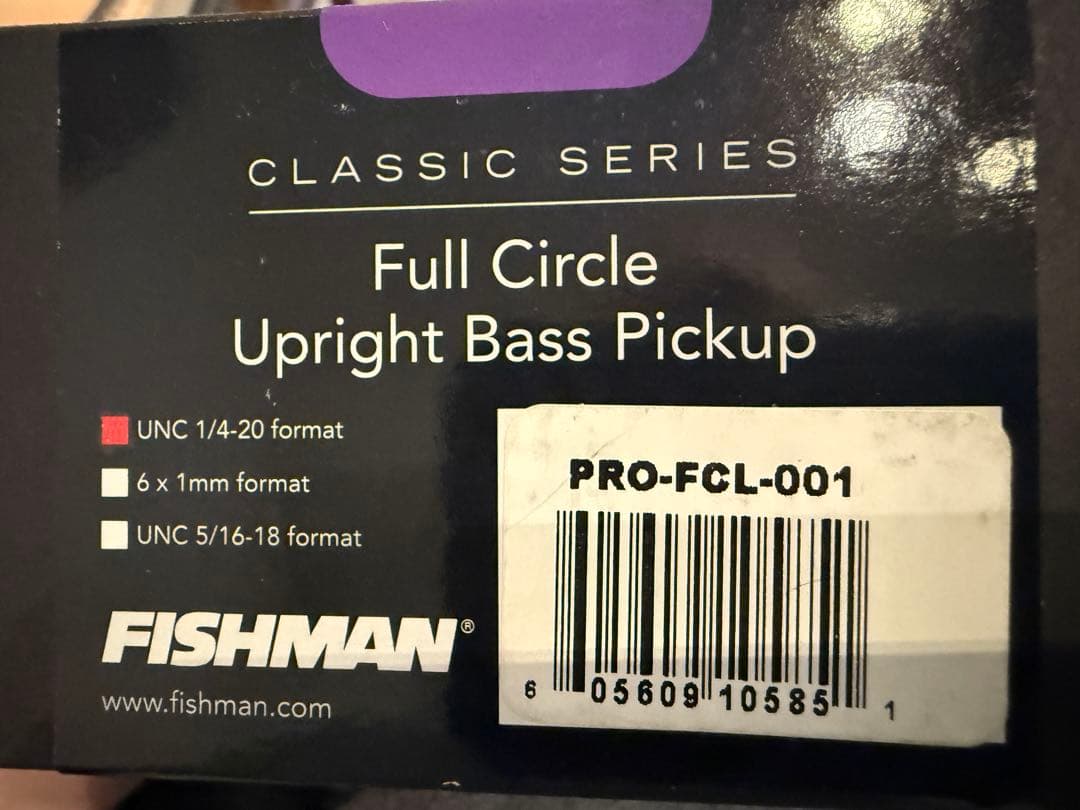 CLASSIC SERIES
Full Circle
Upright Bass Pickup
UNC 1/4-20 format
6 x 1mm format
UNC 5/16-18 format
PRO-FCL-001
6 05609 10585 1
FISHMAN®
www.fishman.com